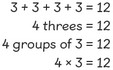 3 + 3 + 3 + 3 = 12
4 threes = 12
4 groups of 3 = 12
4 × 3 = 12